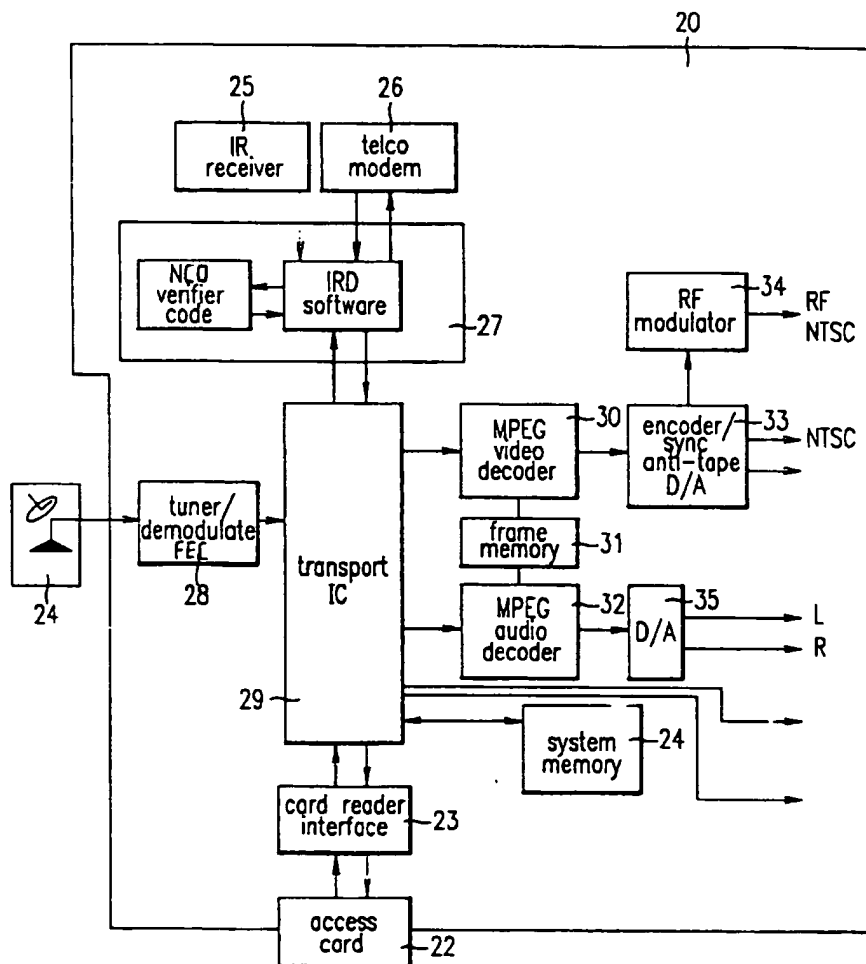 20
25
26
IR
receiver
telco
modem
NCO
verifier
code
IRD
software
27
34
RF
modulator
RF
NTSC
30
MPEG
video
decoder
33
encoder/
sync
anti-tape
D/A
NTSC
tuner/
demodulate
FEC
28
24
transport
IC
29
frame
memory
31
32
MPEG
audio
decoder
35
D/A
L
R
system
memory
24
card reader
interface
23
access
card
22